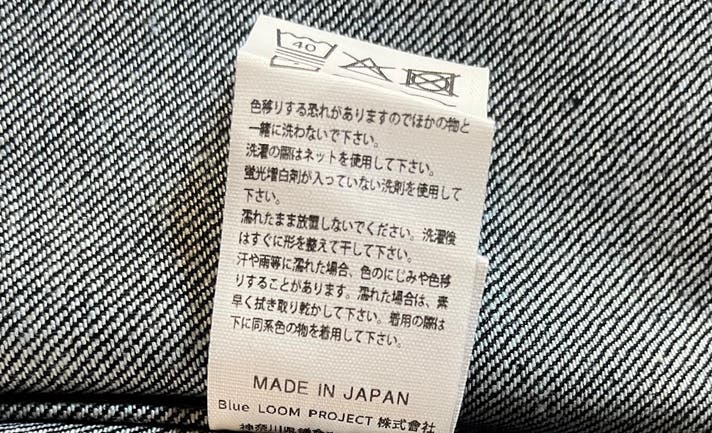 40
色移りする恐れがありますのでほかの物と
一緒に洗わないで下さい。
洗濯の際はネットを使用して下さい。
蛍光増白剤が入っていない洗剤を使用して
下さい。
濡れたまま放置しないでください。洗濯後
はすぐに形を整えて干して下さい。
汗や雨等に濡れた場合、色のにじみや色移
りすることがあります。濡れた場合は、素
早く拭き取り乾かして下さい。着用の際は
下に同系色の物を着用して下さい。
MADE IN JAPAN
Blue LOOM PROJECT 株式會社
神奈川県鎌倉